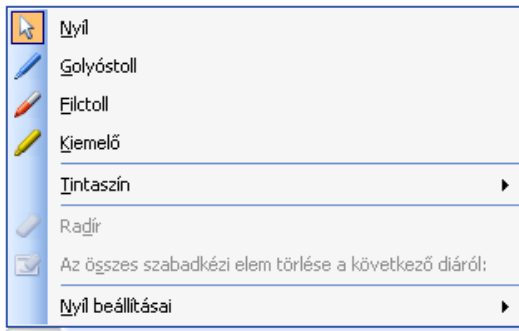 Nyíl
Golyóstoll
Filctoll
Kiemelő
Tintaszín
Radír
Az összes szabadkézi elem törlése a következő diáról:
Nyíl beállításai